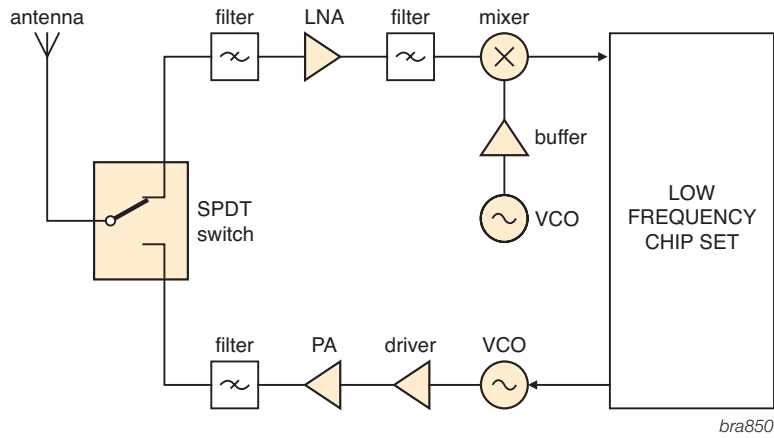 antenna
filter
LNA
filter
mixer
buffer
VCO
SPDT
switch
LOW
FREQUENCY
CHIP SET
filter
PA
driver
VCO
bra850